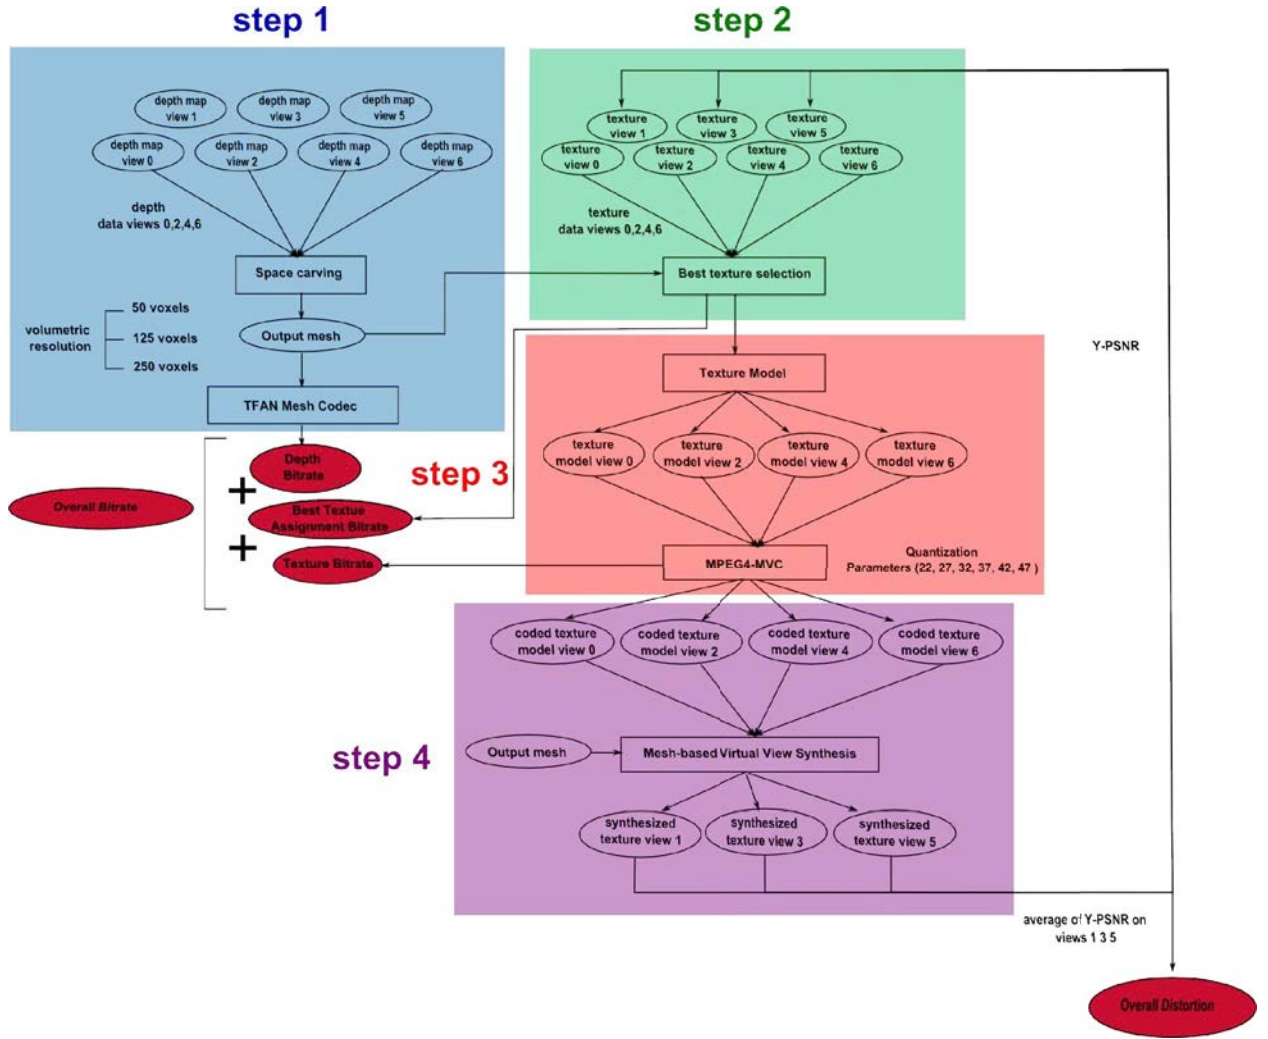 step 1
depth map
view 1
depth map
view 3
depth map
view 5
depth map
view 0
depth map
view 2
depth map
view 4
depth map
view 6
depth
data views 0,2,4,6
Space carving
volumetric
resolution
50 voxels
125 voxels
250 voxels
Output mesh
TFAN Mesh Codec
step 2
texture
view 1
texture
view 3
texture
view 5
texture
view 0
texture
view 2
texture
view 4
texture
view 6
texture
data views 0,2,4,6
Best texture selection
Y-PSNR
step 3
Texture Model
texture
model view 0
texture
model view 2
texture
model view 4
texture
model view 6
MPEG4-MVC
Quantization
Parameters (22, 27, 32, 37, 42, 47 )
Overall Bitrate
Depth
Bitrate
+
Best Textue
Assignment Bitrate
+
Texture Bitrate
step 4
coded texture
model view 0
coded texture
model view 2
coded texture
model view 4
coded texture
model view 6
Output mesh
Mesh-based Virtual View Synthesis
synthesized
texture view 1
synthesized
texture view 3
synthesized
texture view 5
average of Y-PSNR on
views 1 3 5
Overall Distortion